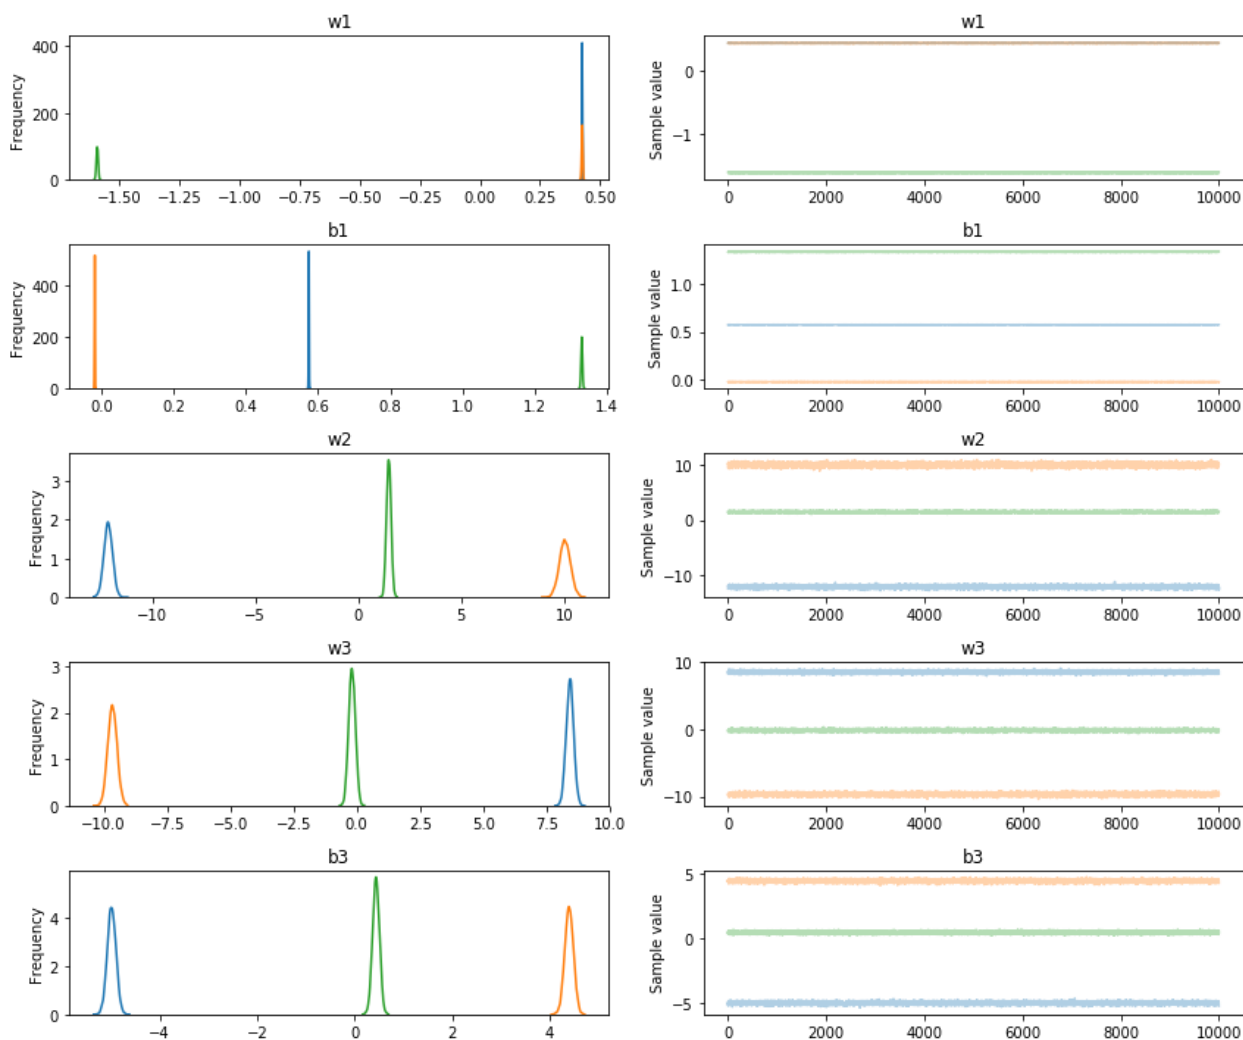 w1
Frequency
400
200
0
−1.50 −1.25 −1.00 −0.75 −0.50 −0.25 0.00 0.25 0.50
w1
Sample value
0
−1
0 2000 4000 6000 8000 10000
b1
Frequency
400
200
0
0.0 0.2 0.4 0.6 0.8 1.0 1.2 1.4
b1
Sample value
1.0
0.5
0.0
0 2000 4000 6000 8000 10000
w2
Frequency
3
2
1
0
−10 −5 0 5 10
w2
Sample value
10
0
−10
0 2000 4000 6000 8000 10000
w3
Frequency
3
2
1
0
−10.0 −7.5 −5.0 −2.5 0.0 2.5 5.0 7.5 10.0
w3
Sample value
10
0
−10
0 2000 4000 6000 8000 10000
b3
Frequency
4
2
0
−4 −2 0 2 4
b3
Sample value
5
0
−5
0 2000 4000 6000 8000 10000